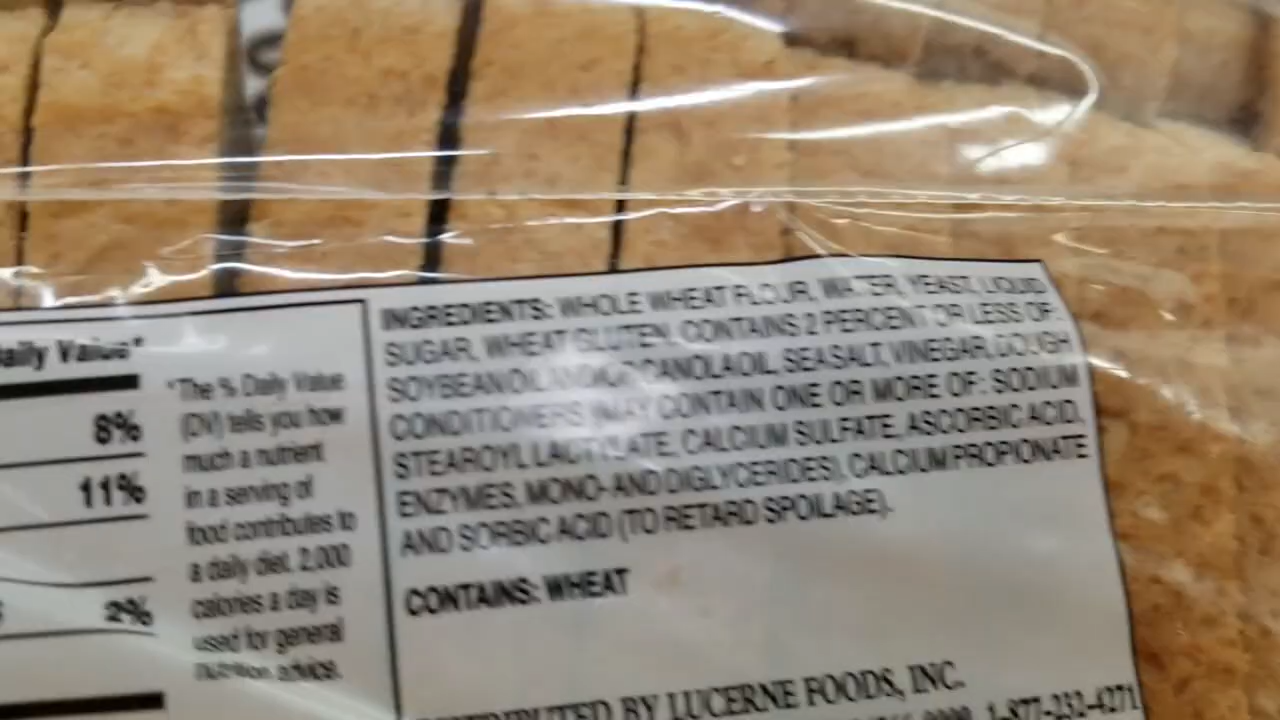 Daily Value*
8%
11%
2%
*The % Daily Value
(DV) tells you how
much a nutrient
in a serving of
food contributes to
a daily diet. 2,000
calories a day is
used for general
nutrition advice.
INGREDIENTS: WHOLE WHEAT FLOUR, WATER, YEAST, LIQUID
SUGAR, WHEAT GLUTEN, CONTAINS 2 PERCENT OR LESS OF:
SOYBEAN OIL AND/OR CANOLA OIL, SEA SALT, VINEGAR, DOUGH
CONDITIONERS (MAY CONTAIN ONE OR MORE OF: SODIUM
STEAROYL LACTYLATE, CALCIUM SULFATE, ASCORBIC ACID,
ENZYMES, MONO- AND DIGLYCERIDES), CALCIUM PROPIONATE
AND SORBIC ACID (TO RETARD SPOILAGE).
CONTAINS: WHEAT
DISTRIBUTED BY LUCERNE FOODS, INC.
1-877-232-4271